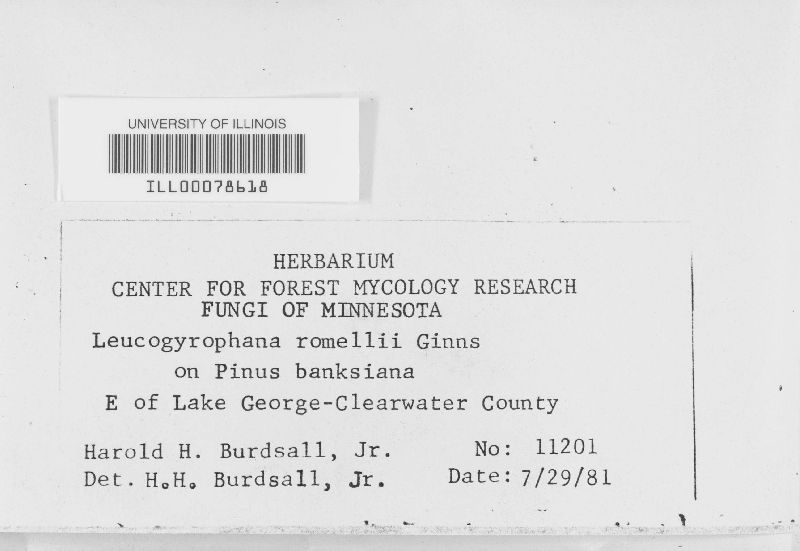 UNIVERSITY OF ILLINOIS
ILL00078618
HERBARIUM
CENTER FOR FOREST MYCOLOGY RESEARCH
FUNGI OF MINNESOTA
Leucogyrophana romellii Ginns
on Pinus banksiana
E of Lake George-Clearwater County
Harold H. Burdsall, Jr. No: 11201
Det. H.H. Burdsall, Jr. Date: 7/29/81